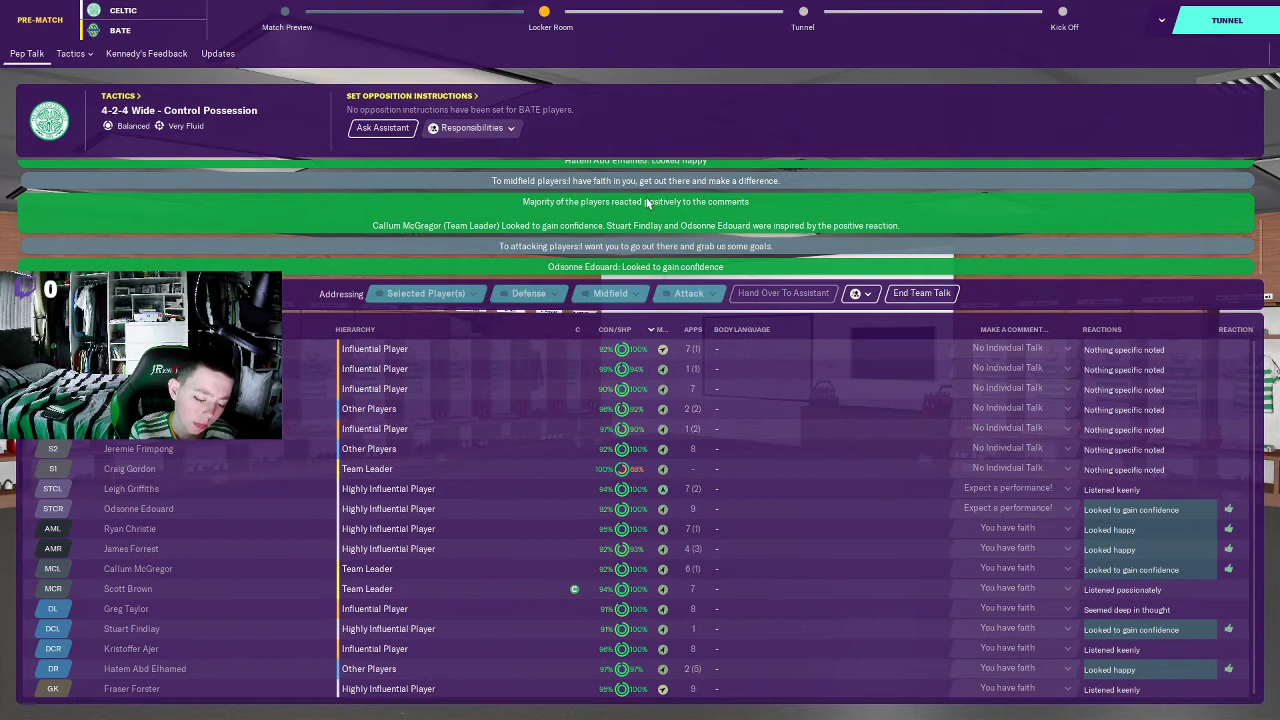 PRE-MATCH
CELTIC
BATE
Match Preview
Locker Room
Tunnel
Kick Off
TUNNEL
Pep Talk
Tactics
Kennedy's Feedback
Updates
TACTICS >
4-2-4 Wide - Control Possession
Balanced
Very Fluid
SET OPPOSITION INSTRUCTIONS >
No opposition instructions have been set for BATE players.
Ask Assistant
Responsibilities
Hatem Abd Elhamed: Looked happy
To midfield players:I have faith in you, get out there and make a difference.
Majority of the players reacted positively to the comments
Callum McGregor (Team Leader) Looked to gain confidence, Stuart Findlay and Odsonne Edouard were inspired by the positive reaction.
To attacking players:I want you to go out there and grab us some goals.
Odsonne Edouard: Looked to gain confidence
0
Addressing
Selected Player(s)
Defense
Midfield
Attack
Hand Over To Assistant
End Team Talk
HIERARCHY C CON/SHP M... APPS BODY LANGUAGE MAKE A COMMENT... REACTIONS REACTION
Influential Player 92% 100% 7 (1) - No Individual Talk Nothing specific noted
Influential Player 99% 94% 1 (1) - No Individual Talk Nothing specific noted
Influential Player 90% 100% 7 - No Individual Talk Nothing specific noted
Other Players 96% 92% 2 (2) - No Individual Talk Nothing specific noted
Influential Player 97% 90% 1 (2) - No Individual Talk Nothing specific noted
S2 Jeremie Frimpong Other Players 92% 100% 8 - No Individual Talk Nothing specific noted
S1 Craig Gordon Team Leader 100% 68% - - No Individual Talk Nothing specific noted
STCL Leigh Griffiths Highly Influential Player 94% 100% 7 (2) - Expect a performance! Listened keenly
STCR Odsonne Edouard Highly Influential Player 92% 100% 9 - Expect a performance! Looked to gain confidence
AML Ryan Christie Highly Influential Player 95% 100% 7 (1) - You have faith Looked happy
AMR James Forrest Highly Influential Player 92% 93% 4 (3) - You have faith Looked happy
MCL Callum McGregor Team Leader 92% 100% 6 (1) - You have faith Looked to gain confidence
MCR Scott Brown Team Leader C 94% 100% 7 - You have faith Listened passionately
DL Greg Taylor Influential Player 91% 100% 8 - You have faith Seemed deep in thought
DCL Stuart Findlay Highly Influential Player 91% 100% 1 - You have faith Looked to gain confidence
DCR Kristoffer Ajer Influential Player 96% 100% 8 - You have faith Listened keenly
DR Hatem Abd Elhamed Other Players 97% 97% 2 (5) - You have faith Looked happy
GK Fraser Forster Highly Influential Player 95% 100% 9 - You have faith Listened keenly